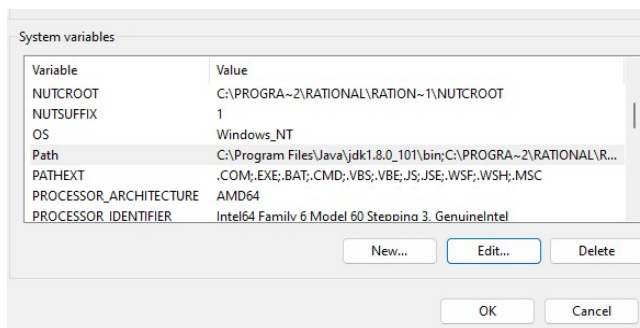 System variables
Variable Value
NUTCROOT C:\PROGRA~2\RATIONAL\RATION~1\NUTCROOT
NUTSUFFIX 1
OS Windows_NT
Path C:\Program Files\Java\jdk1.8.0_101\bin;C:\PROGRA~2\RATIONAL\R...
PATHEXT .COM;.EXE;.BAT;.CMD;.VBS;.VBE;.JS;.JSE;.WSF;.WSH;.MSC
PROCESSOR_ARCHITECTURE AMD64
PROCESSOR_IDENTIFIER Intel64 Family 6 Model 60 Stepping 3, GenuineIntel
New... Edit... Delete
OK Cancel